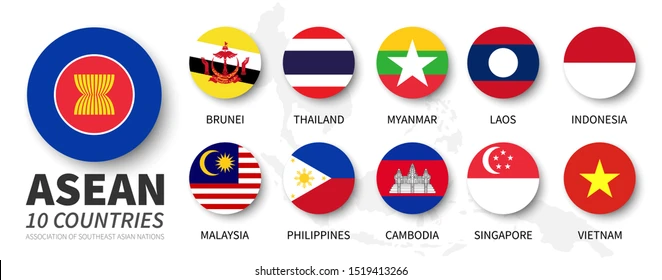 BRUNEI
THAILAND
MYANMAR
LAOS
INDONESIA
ASEAN
10 COUNTRIES
ASSOCIATION OF SOUTHEAST ASIAN NATIONS
MALAYSIA
PHILIPPINES
CAMBODIA
SINGAPORE
VIETNAM
shutterstock.com · 1519413266